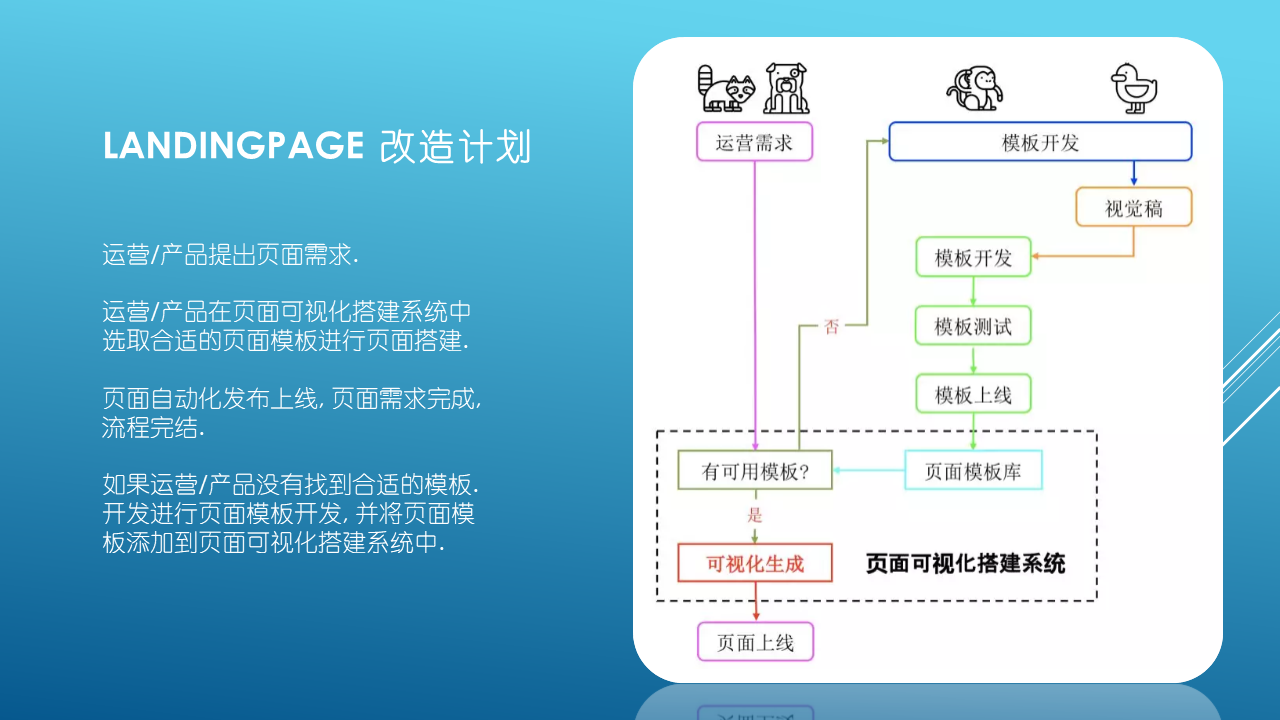 LANDINGPAGE 改造计划
运营/产品提出页面需求.
运营/产品在页面可视化搭建系统中
选取合适的页面模板进行页面搭建.
页面自动化发布上线, 页面需求完成,
流程完结.
如果运营/产品没有找到合适的模板.
开发进行页面模板开发, 并将页面模
板添加到页面可视化搭建系统中.
运营需求
模板开发
视觉稿
模板开发
否
模板测试
模板上线
有可用模板?
页面模板库
是
可视化生成
页面可视化搭建系统
页面上线